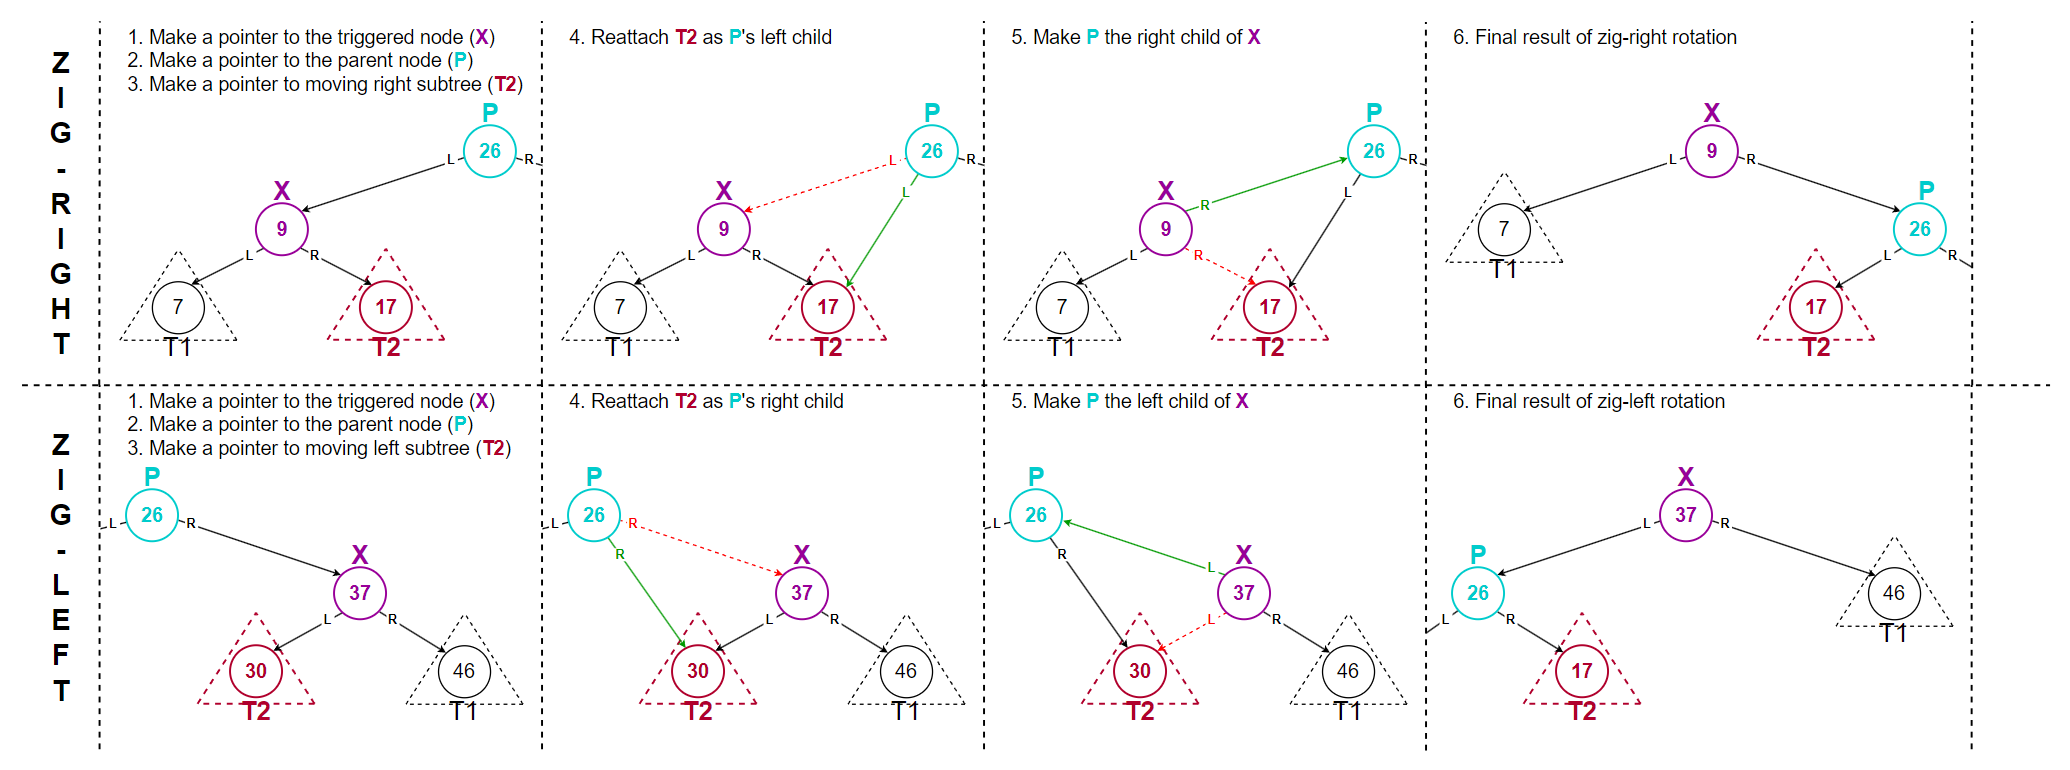 ZIG-RIGHT
1. Make a pointer to the triggered node (X)
2. Make a pointer to the parent node (P)
3. Make a pointer to moving right subtree (T2)
P
26
L
R
X
9
L
R
7
17
T1
T2
4. Reattach T2 as P's left child
P
26
L
R
L
X
9
L
R
7
17
T1
T2
5. Make P the right child of X
P
26
R
L
X
9
R
L
R
7
17
T1
T2
6. Final result of zig-right rotation
X
9
L
R
P
7
26
T1
L
R
17
T2
ZIG-LEFT
1. Make a pointer to the triggered node (X)
2. Make a pointer to the parent node (P)
3. Make a pointer to moving left subtree (T2)
P
L
26
R
X
37
L
R
30
46
T2
T1
4. Reattach T2 as P's right child
P
L
26
R
R
X
37
L
R
30
46
T2
T1
5. Make P the left child of X
P
L
26
R
X
L
37
L
R
30
46
T2
T1
6. Final result of zig-left rotation
X
37
L
R
P
26
46
L
R
T1
17
T2